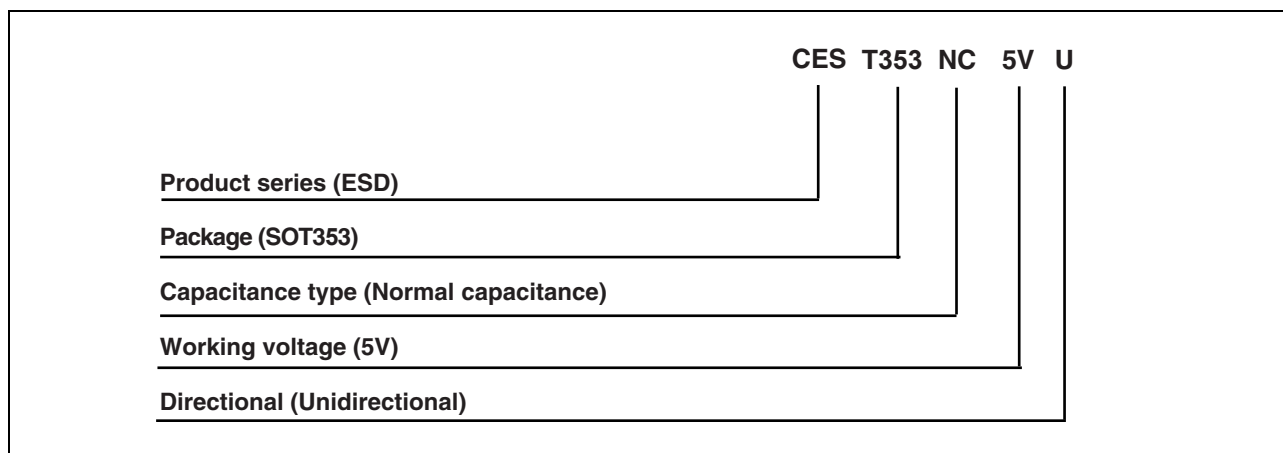 CES T353 NC 5V U
Product series (ESD)
Package (SOT353)
Capacitance type (Normal capacitance)
Working voltage (5V)
Directional (Unidirectional)